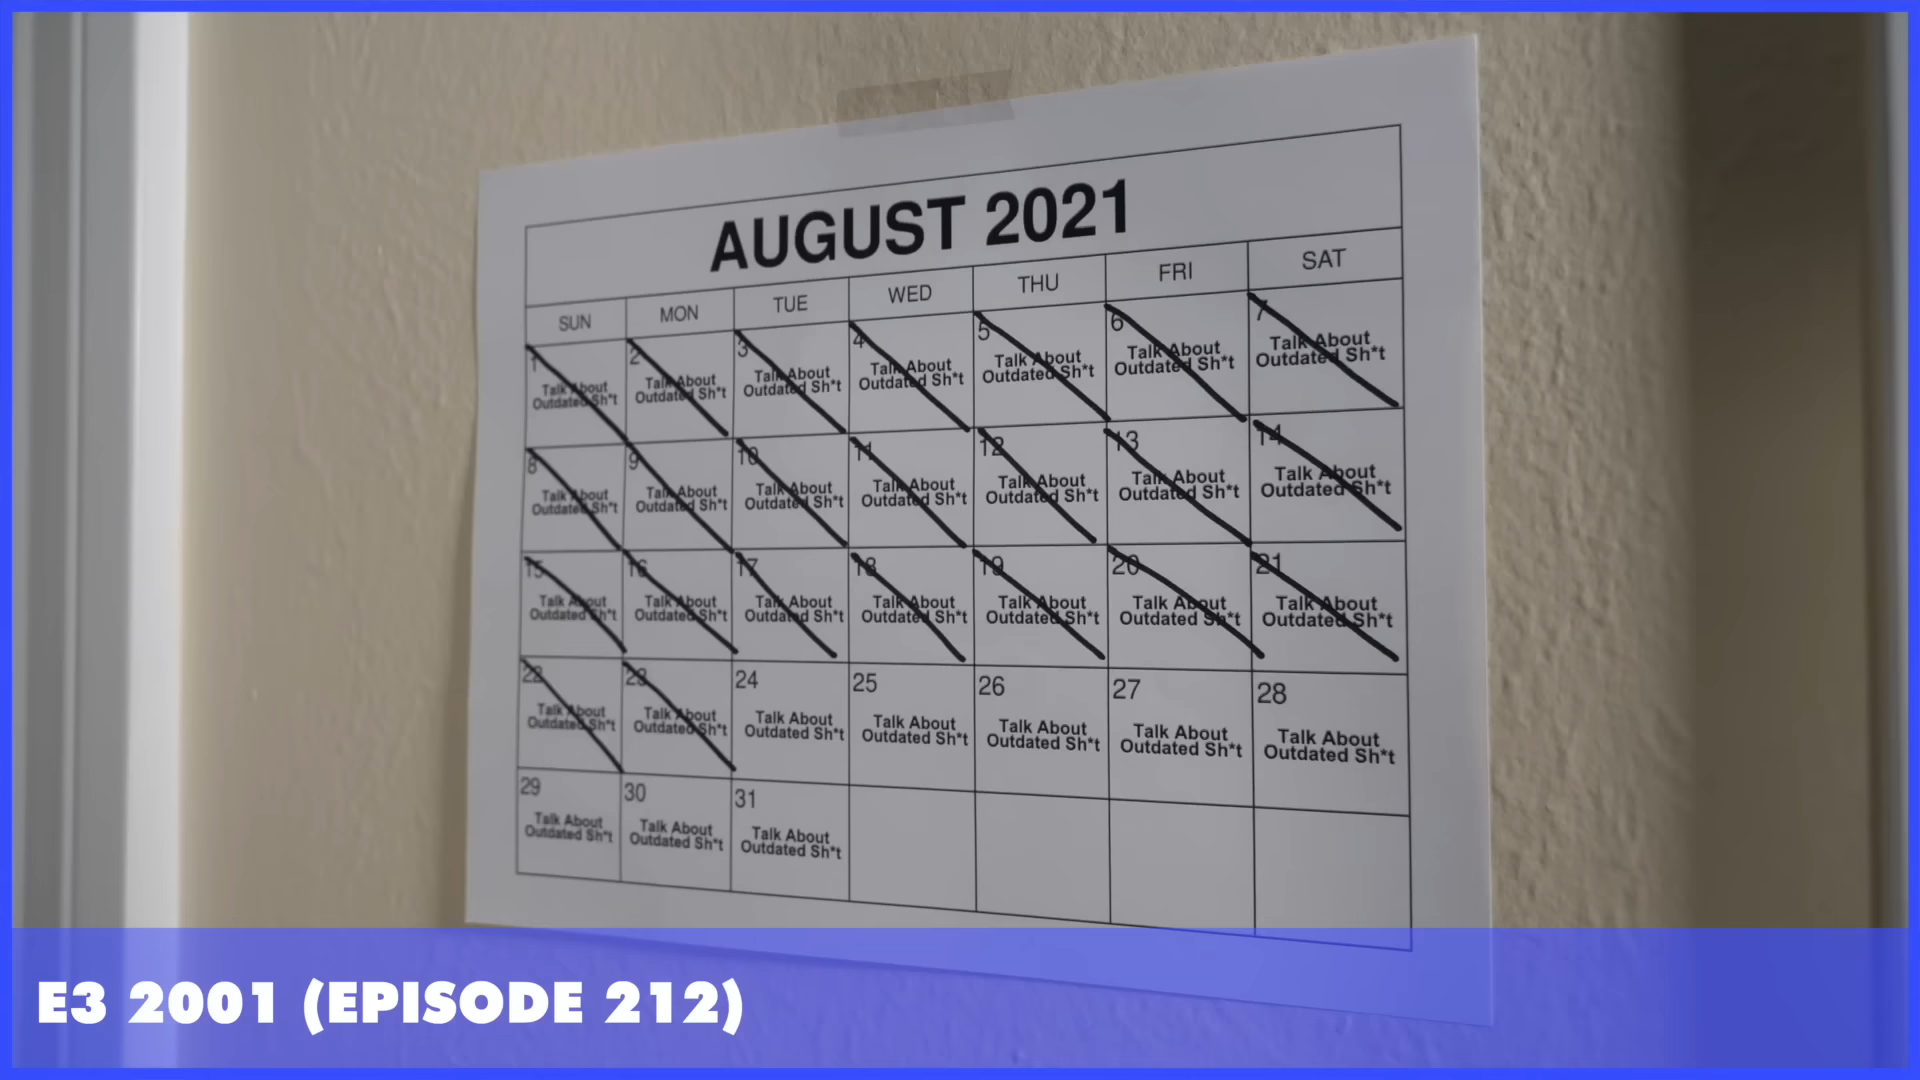 AUGUST 2021
SUN MON TUE WED THU FRI SAT
1
Talk About
Outdated Sh*t
2
Talk About
Outdated Sh*t
3
Talk About
Outdated Sh*t
4
Talk About
Outdated Sh*t
5
Talk About
Outdated Sh*t
6
Talk About
Outdated Sh*t
7
Talk About
Outdated Sh*t
8
Talk About
Outdated Sh*t
9
Talk About
Outdated Sh*t
10
Talk About
Outdated Sh*t
11
Talk About
Outdated Sh*t
12
Talk About
Outdated Sh*t
13
Talk About
Outdated Sh*t
14
Talk About
Outdated Sh*t
15
Talk About
Outdated Sh*t
16
Talk About
Outdated Sh*t
17
Talk About
Outdated Sh*t
18
Talk About
Outdated Sh*t
19
Talk About
Outdated Sh*t
20
Talk About
Outdated Sh*t
21
Talk About
Outdated Sh*t
22
Talk About
Outdated Sh*t
23
Talk About
Outdated Sh*t
24
Talk About
Outdated Sh*t
25
Talk About
Outdated Sh*t
26
Talk About
Outdated Sh*t
27
Talk About
Outdated Sh*t
28
Talk About
Outdated Sh*t
29
Talk About
Outdated Sh*t
30
Talk About
Outdated Sh*t
31
Talk About
Outdated Sh*t
E3 2001 (EPISODE 212)